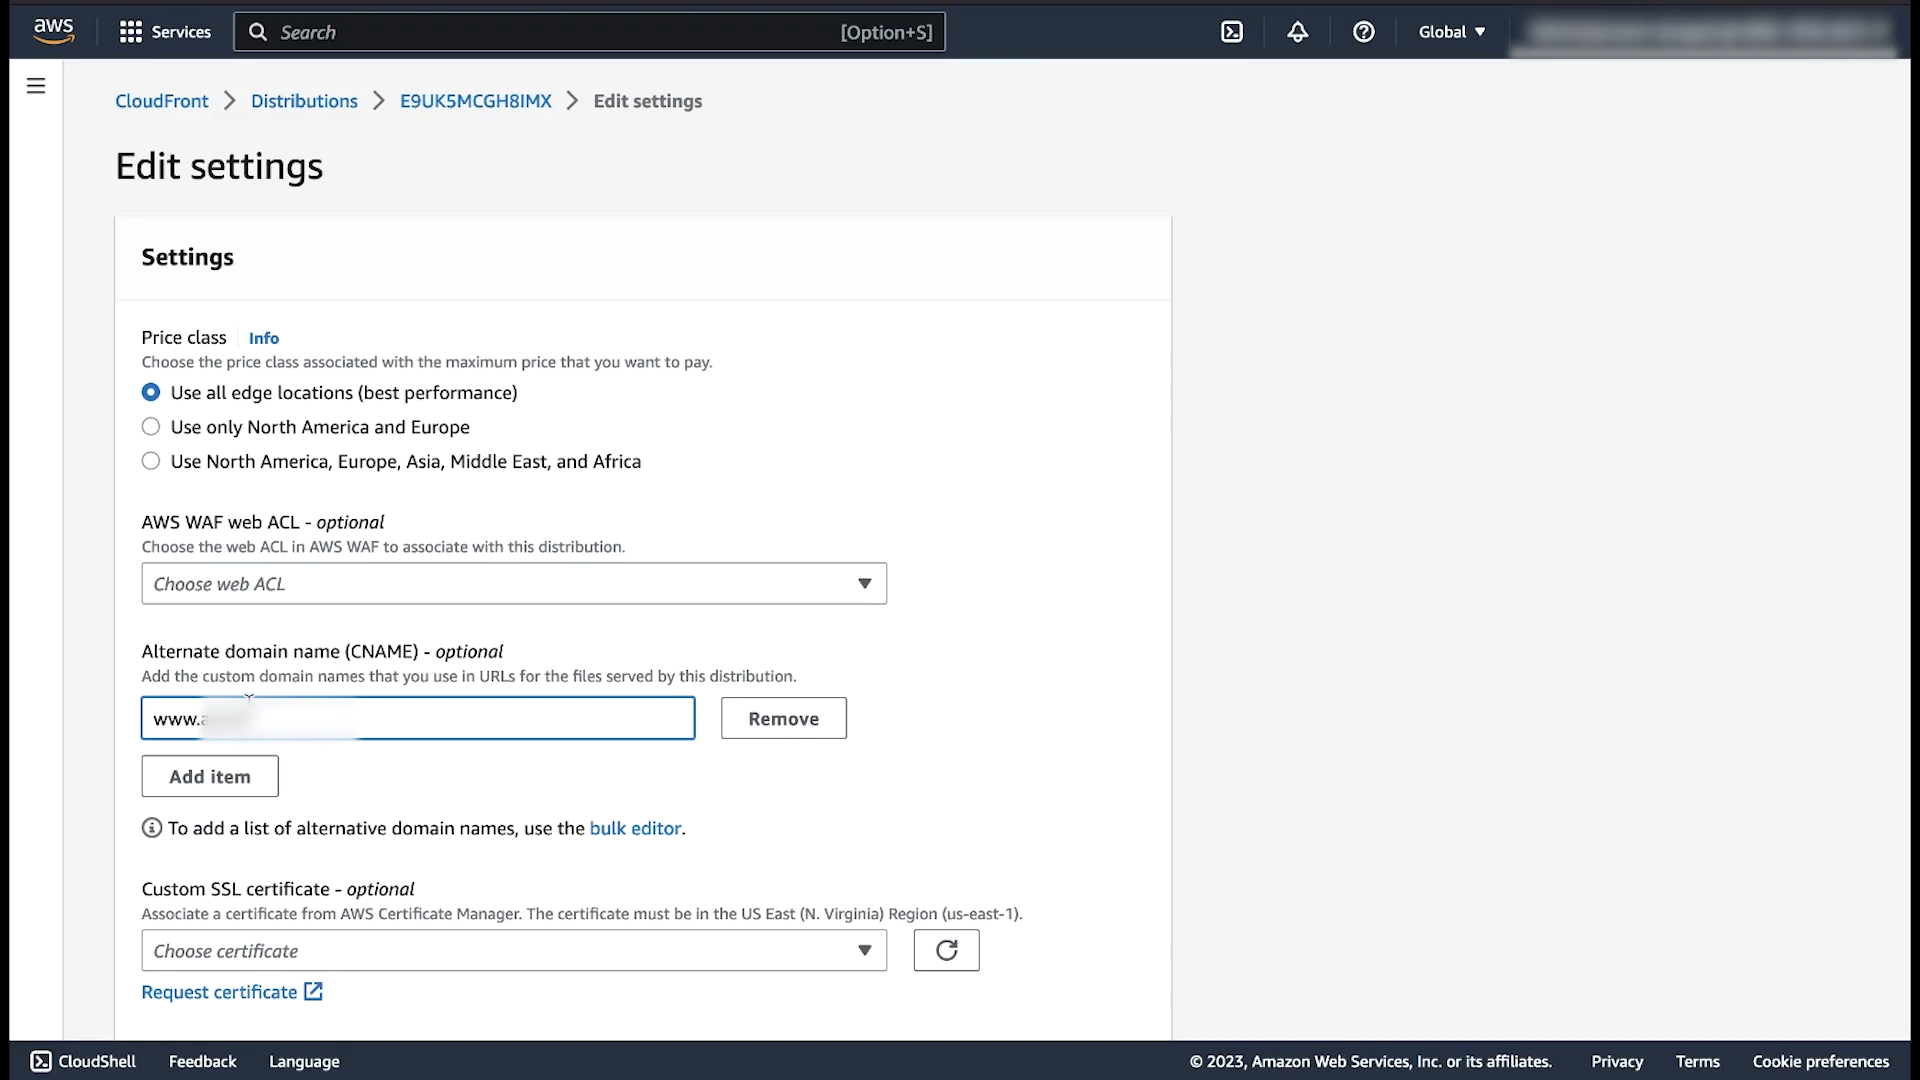 aws
Services
Search
[Option+S]
Global
CloudFront
Distributions
E9UK5MCGH8IMX
Edit settings
Edit settings
Settings
Price class
Info
Choose the price class associated with the maximum price that you want to pay.
Use all edge locations (best performance)
Use only North America and Europe
Use North America, Europe, Asia, Middle East, and Africa
AWS WAF web ACL - optional
Choose the web ACL in AWS WAF to associate with this distribution.
Choose web ACL
Alternate domain name (CNAME) - optional
Add the custom domain names that you use in URLs for the files served by this distribution.
www.
Remove
Add item
To add a list of alternative domain names, use the bulk editor.
Custom SSL certificate - optional
Associate a certificate from AWS Certificate Manager. The certificate must be in the US East (N. Virginia) Region (us-east-1).
Choose certificate
Request certificate
CloudShell
Feedback
Language
© 2023, Amazon Web Services, Inc. or its affiliates.
Privacy
Terms
Cookie preferences